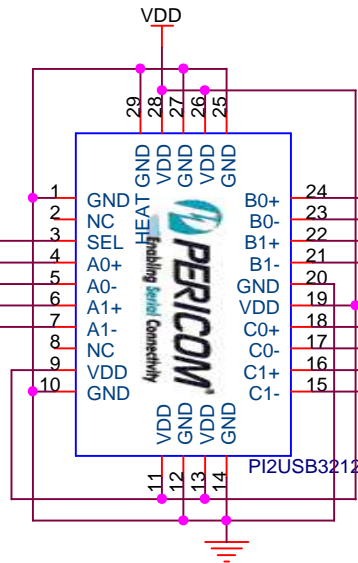 VDD
29 28 27 26 25
HEAT GND VDD GND VDD GND
1 GND B0+ 24
2 NC B0- 23
3 SEL B1+ 22
4 A0+ B1- 21
5 A0- GND 20
6 A1+ VDD 19
7 A1- C0+ 18
8 NC C0- 17
9 VDD C1+ 16
10 GND C1- 15
PERICOM®
Enabling Serial Connectivity
VDD GND VDD GND
11 12 13 14
PI2USB3212